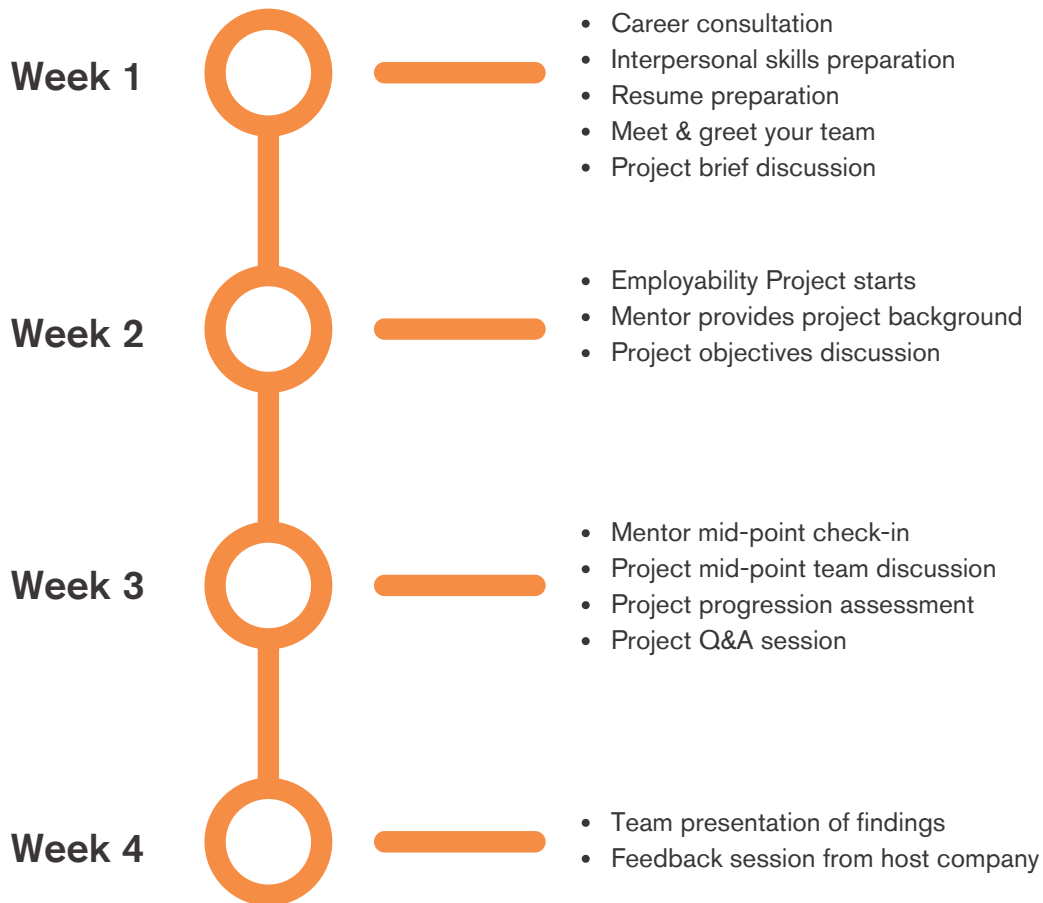 Week 1
• Career consultation
• Interpersonal skills preparation
• Resume preparation
• Meet & greet your team
• Project brief discussion
Week 2
• Employability Project starts
• Mentor provides project background
• Project objectives discussion
Week 3
• Mentor mid-point check-in
• Project mid-point team discussion
• Project progression assessment
• Project Q&A session
Week 4
• Team presentation of findings
• Feedback session from host company